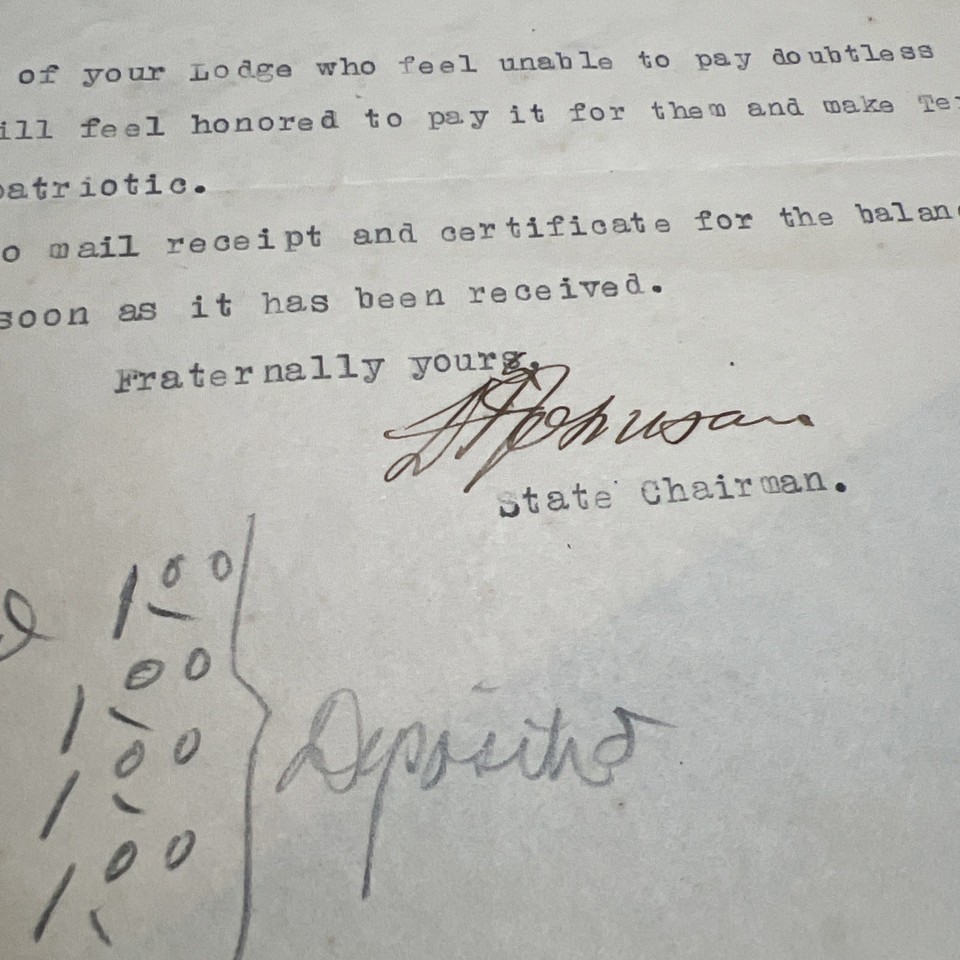 of your Lodge who feel unable to pay doubtless
ill feel honored to pay it for them and make Te
patriotic.
o mail receipt and certificate for the balan
soon as it has been received.
Fraternally yours,
Johnson
State Chairman.
1 00
1 00
1 00
1 00
Deposited